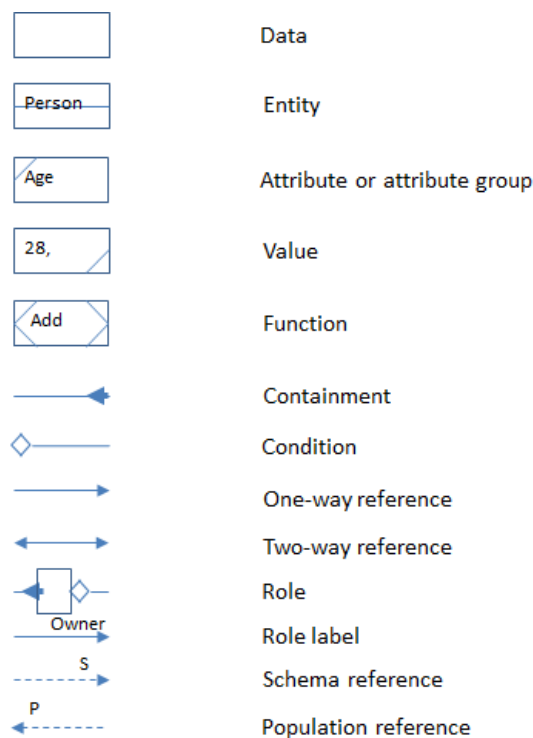 Data
Person Entity
Age Attribute or attribute group
28, Value
Add Function
Containment
Condition
One-way reference
Two-way reference
Role
Owner Role label
S Schema reference
P Population reference